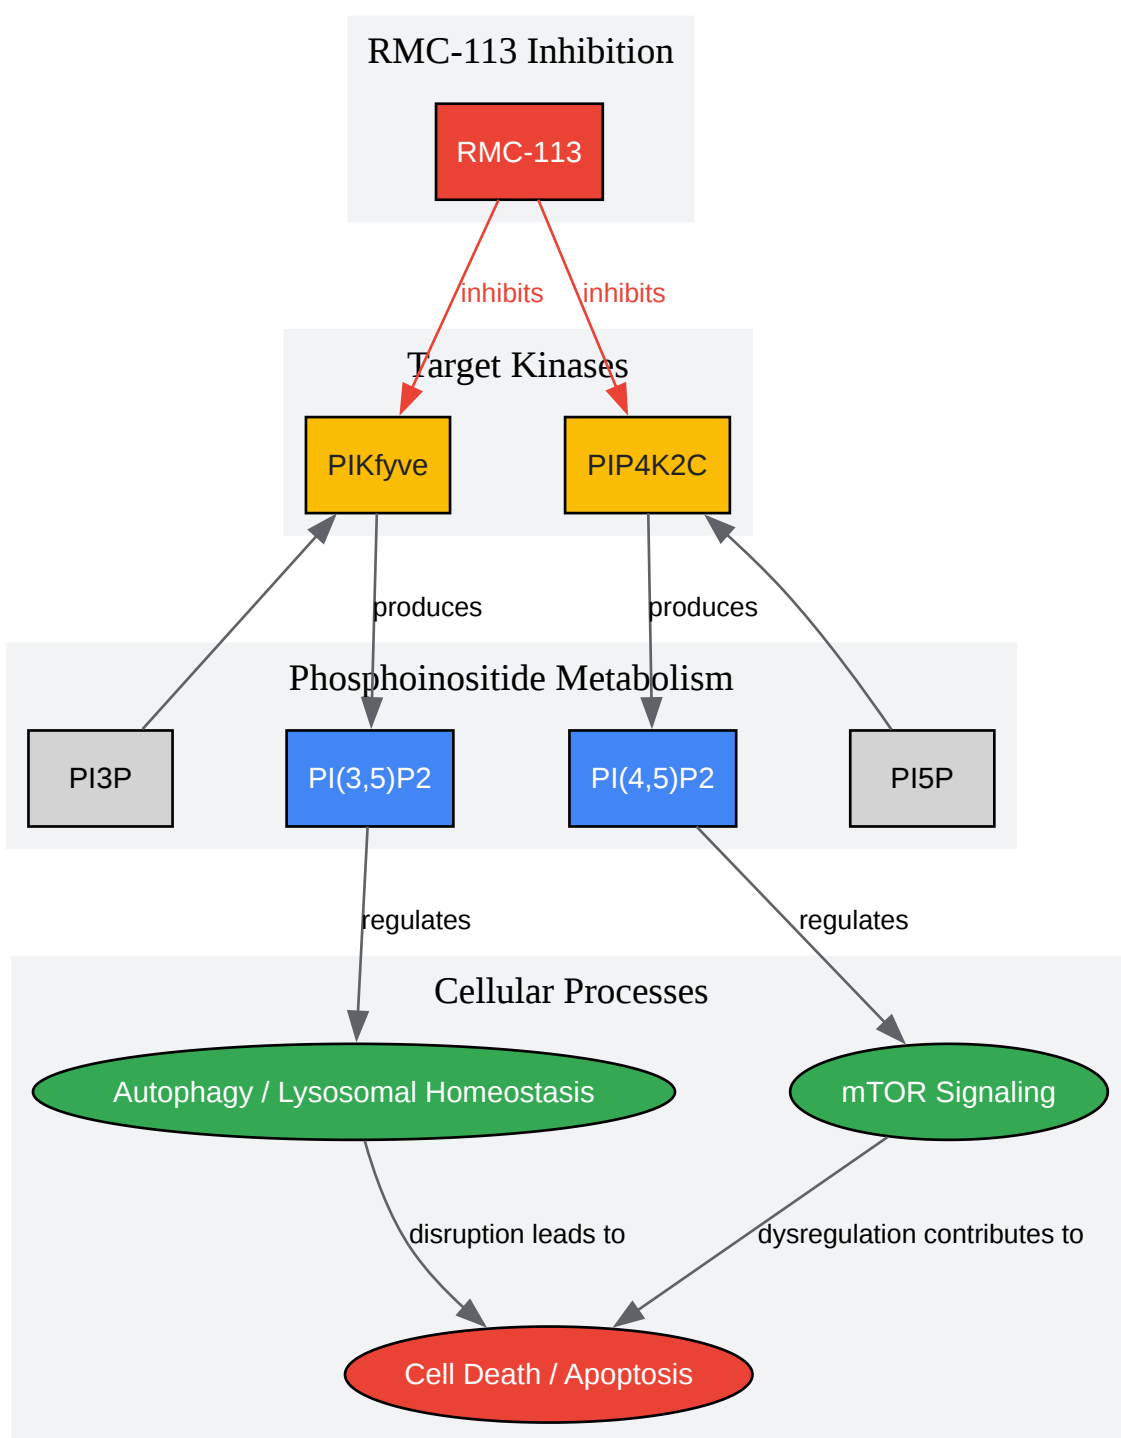 RMC-113 Inhibition
RMC-113
inhibits
inhibits
Target Kinases
PIKfyve
PIP4K2C
produces
produces
Phosphoinositide Metabolism
PI3P
PI(3,5)P2
PI(4,5)P2
PI5P
regulates
regulates
Cellular Processes
Autophagy / Lysosomal Homeostasis
mTOR Signaling
disruption leads to
dysregulation contributes to
Cell Death / Apoptosis